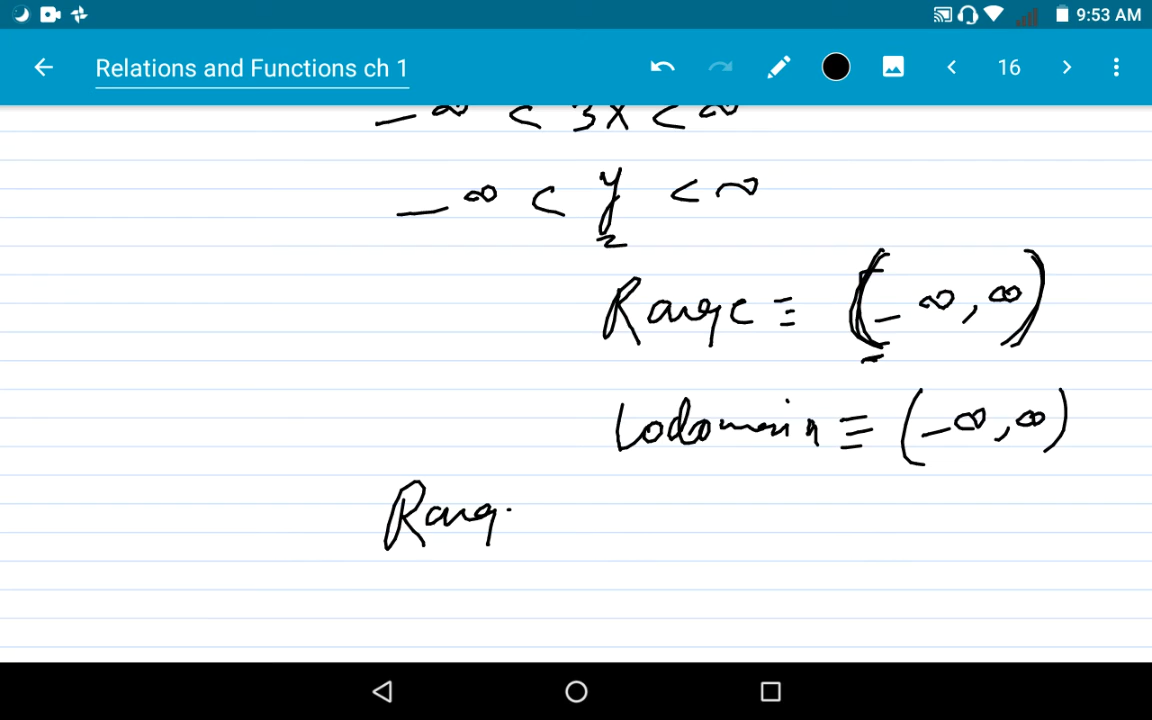 9:53 AM
Relations and Functions ch 1
16
-∞ < 3x < ∞
-∞ < y < ∞
Range ≡ (-∞, ∞)
Codomain ≡ (-∞, ∞)
Rang